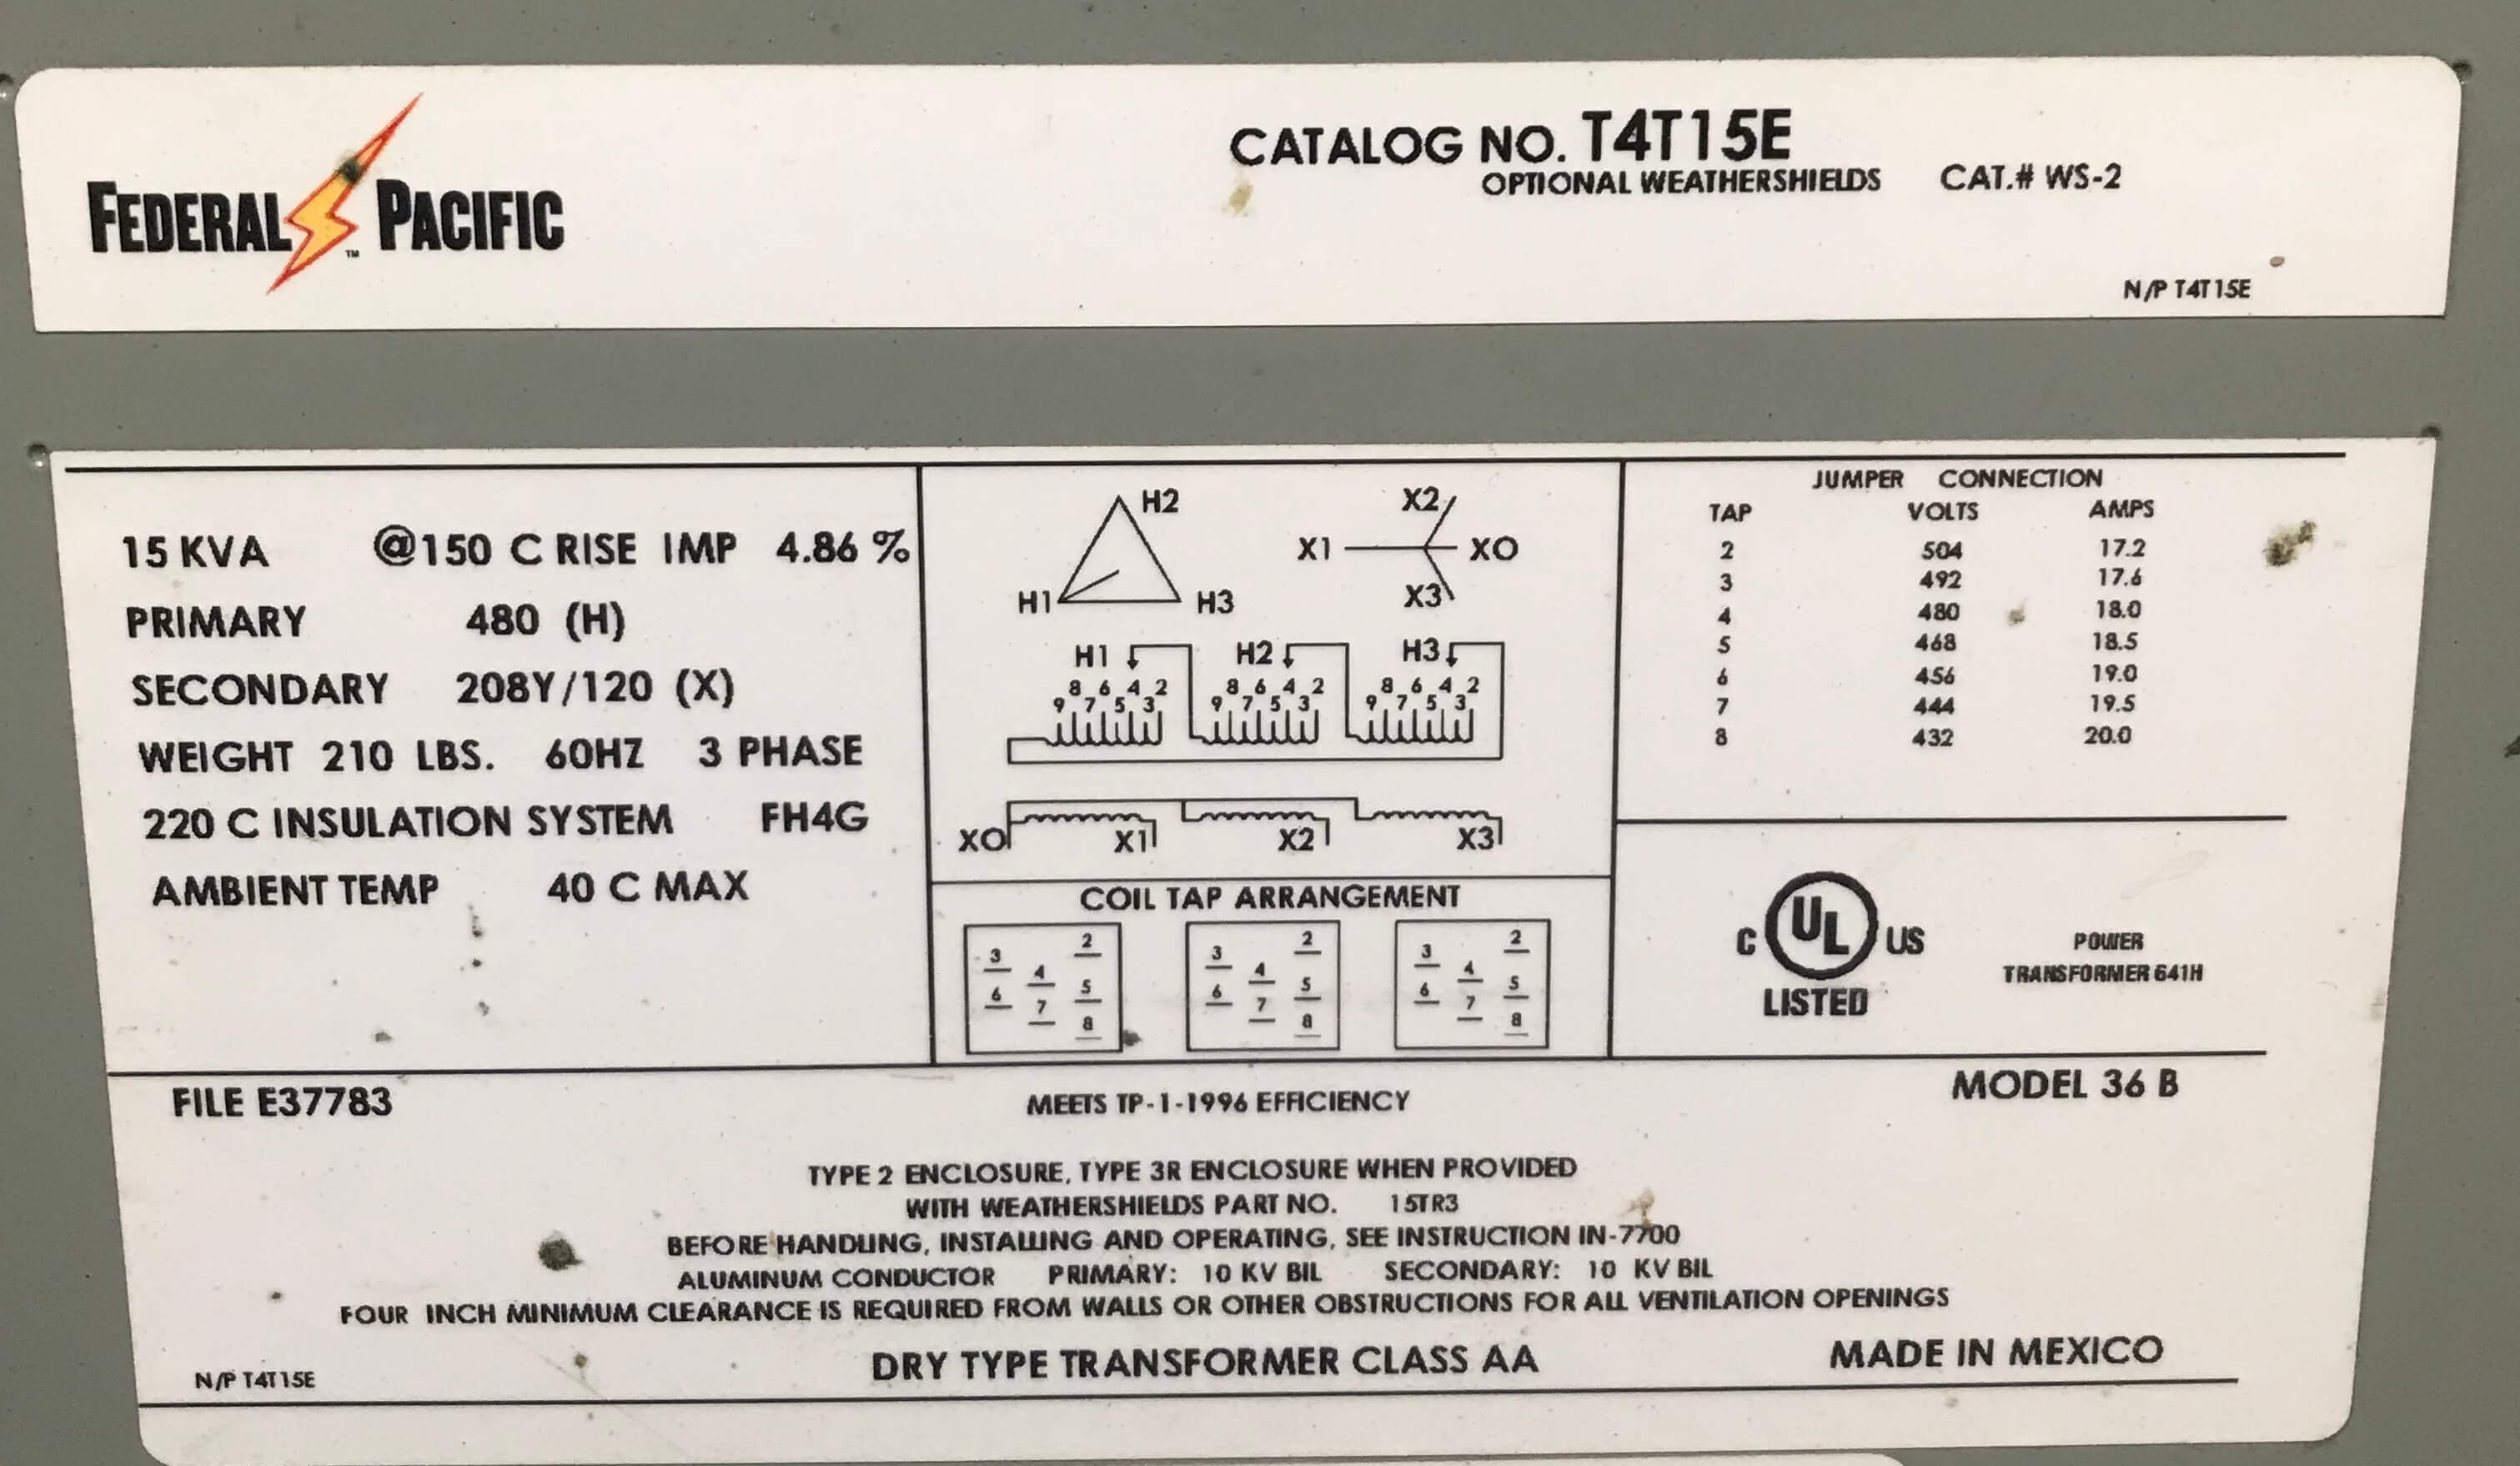 FEDERAL PACIFIC
™
CATALOG NO. T4T15E
OPTIONAL WEATHERSHIELDS CAT.# WS-2
N/P T4T15E
15 KVA @150 C RISE IMP 4.86 %
PRIMARY 480 (H)
SECONDARY 208Y/120 (X)
WEIGHT 210 LBS. 60HZ 3 PHASE
220 C INSULATION SYSTEM FH4G
AMBIENT TEMP 40 C MAX
H2 X2
X1 XO
H1 H3 X3
H1 H2 H3
8 6 4 2 8 6 4 2 8 6 4 2
9 7 5 3 9 7 5 3 9 7 5 3
XO X1 X2 X3
COIL TAP ARRANGEMENT
2 2 2
3 3 3
4 4 4
5 5 5
6 6 6
7 7 7
8 8 8
JUMPER CONNECTION
TAP VOLTS AMPS
2 504 17.2
3 492 17.6
4 480 18.0
5 468 18.5
6 456 19.0
7 444 19.5
8 432 20.0
C UL US
LISTED
POWER
TRANSFORMER 641H
FILE E37783
MEETS TP-1-1996 EFFICIENCY
MODEL 36 B
TYPE 2 ENCLOSURE, TYPE 3R ENCLOSURE WHEN PROVIDED
WITH WEATHERSHIELDS PART NO. 15TR3
BEFORE HANDLING, INSTALLING AND OPERATING, SEE INSTRUCTION IN-7700
ALUMINUM CONDUCTOR PRIMARY: 10 KV BIL SECONDARY: 10 KV BIL
FOUR INCH MINIMUM CLEARANCE IS REQUIRED FROM WALLS OR OTHER OBSTRUCTIONS FOR ALL VENTILATION OPENINGS
N/P T4T15E
DRY TYPE TRANSFORMER CLASS AA
MADE IN MEXICO